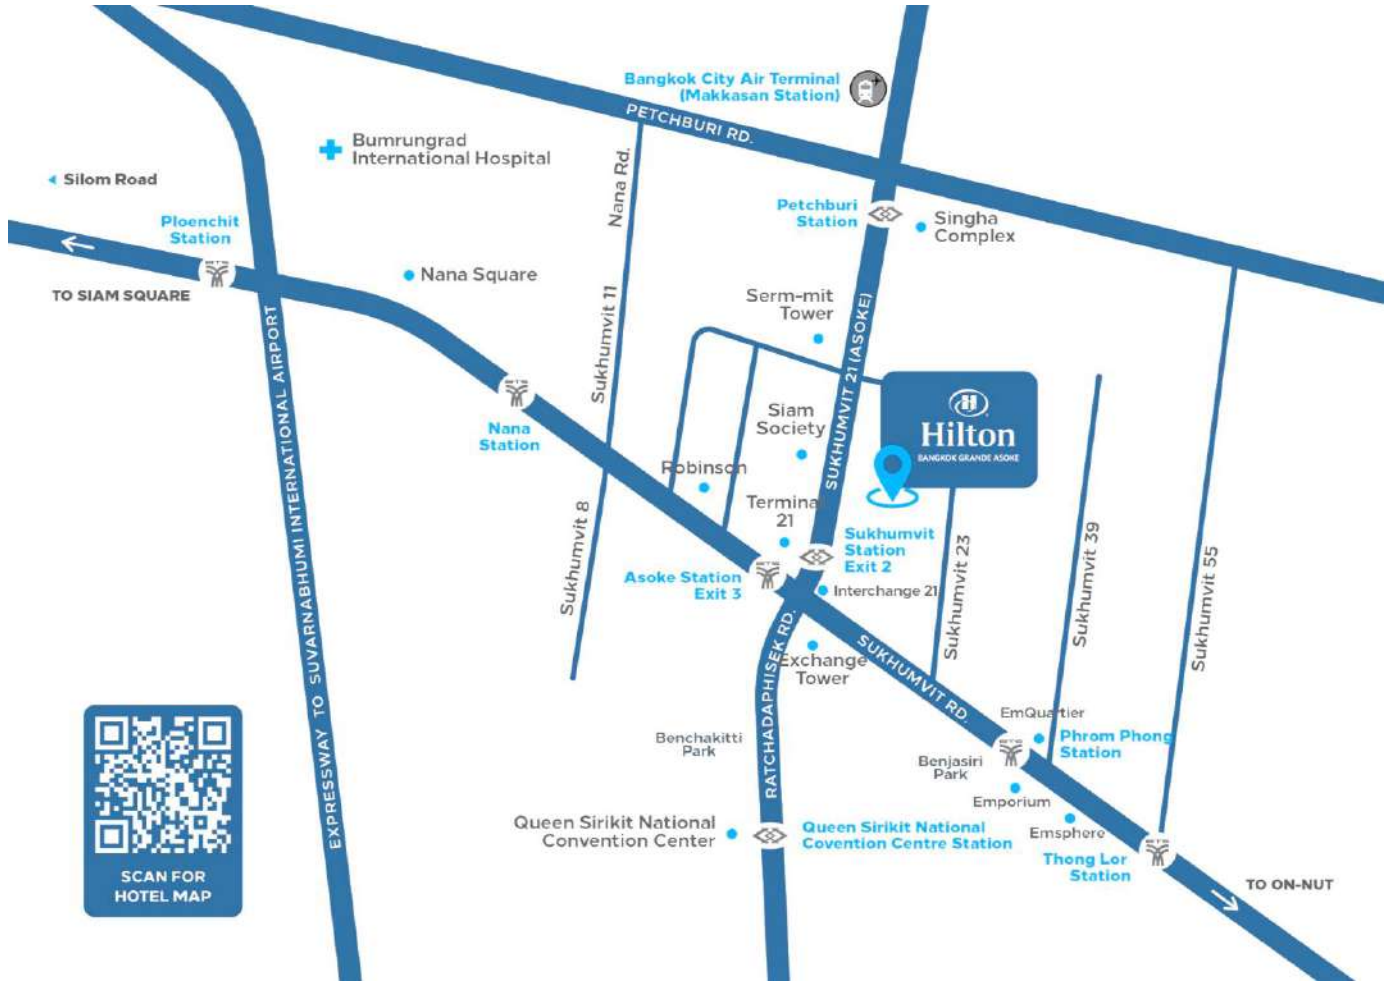 Bangkok City Air Terminal
(Makkasan Station)
PETCHBURI RD.
Bumrungrad
International Hospital
Silom Road
Nana Rd.
Petchburi
Station
Singha
Complex
Ploenchit
Station
TO SIAM SQUARE
Nana Square
Sukhumvit 11
Serm-mit
Tower
SUKHUMVIT 21 (ASOKE)
EXPRESSWAY TO SUVARNABHUMI INTERNATIONAL AIRPORT
Nana
Station
Siam
Society
Hilton
BANGKOK GRANDE ASOKE
Robinson
Termina
21
Sukhumvit 8
Sukhumvit
Station
Exit 2
Asoke Station
Exit 3
Interchange 21
Sukhumvit 23
Sukhumvit 39
Sukhumvit 55
RATCHADAPHISEK RD.
Exchange
Tower
SUKHUMVIT RD.
EmQuartier
Phrom Phong
Station
Benchakitti
Park
Benjasiri
Park
Emporium
Emsphere
Queen Sirikit National
Convention Center
Queen Sirikit National
Covention Centre Station
Thong Lor
Station
TO ON-NUT
SCAN FOR
HOTEL MAP